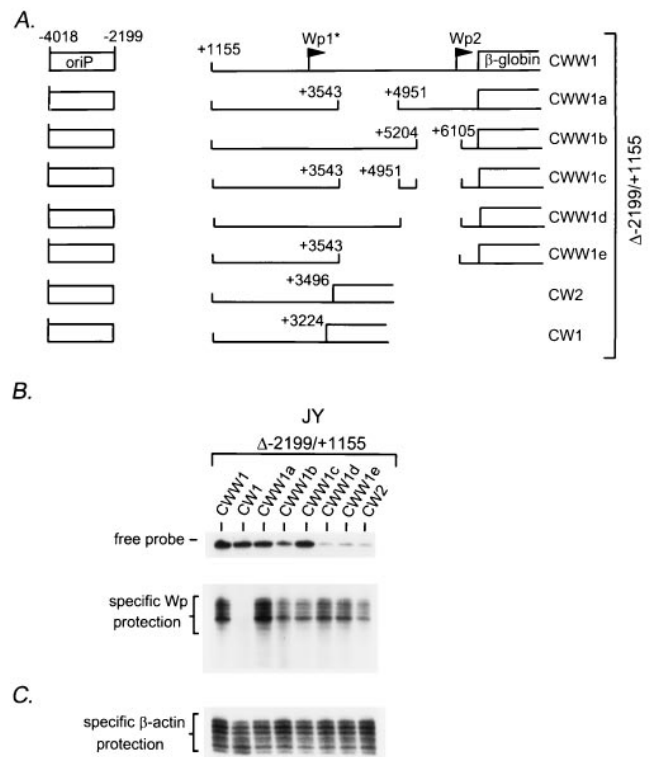 A.
-4018 -2199
oriP
+1155
Wp1*
Wp2
β-globin
CWW1
+3543
+4951
CWW1a
+5204
+6105
CWW1b
+3543
+4951
CWW1c
CWW1d
+3543
CWW1e
+3496
CW2
+3224
CW1
Δ-2199/+1155
B.
JY
Δ-2199/+1155
CWW1
CW1
CWW1a
CWW1b
CWW1c
CWW1d
CWW1e
CW2
free probe
specific Wp
protection
C.
specific β-actin
protection